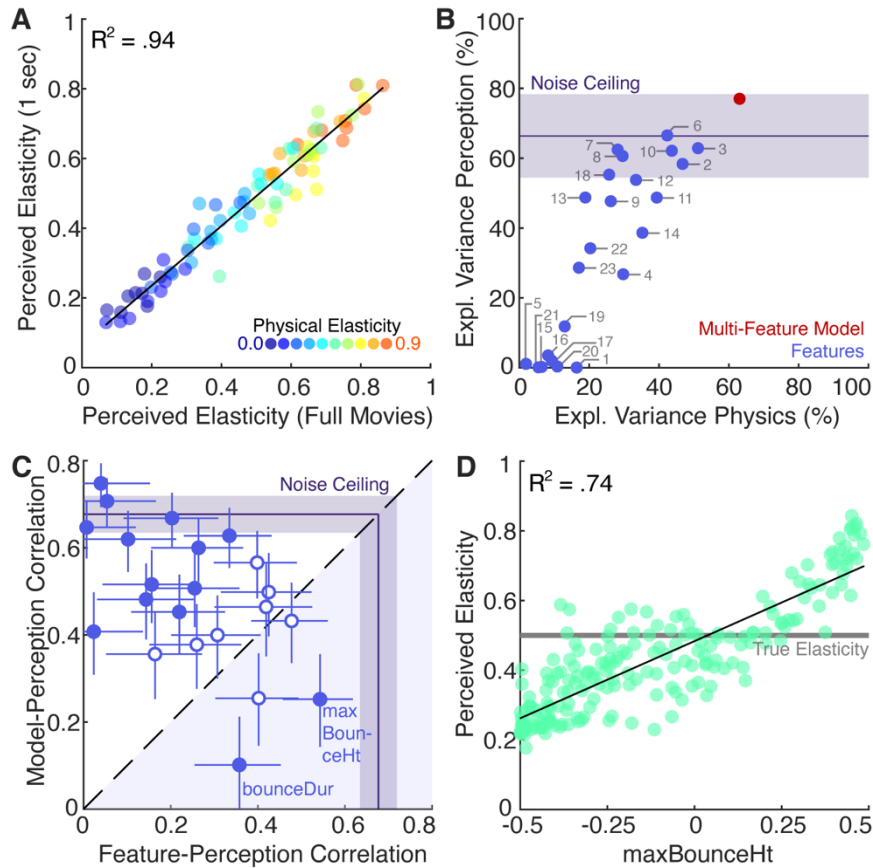 A
R² = .94
Perceived Elasticity (1 sec)
1
0.8
0.6
0.4
0.2
0
0
0.2
0.4
0.6
0.8
1
Physical Elasticity
0.0
0.9
Perceived Elasticity (Full Movies)
B
Expl. Variance Perception (%)
100
80
60
40
20
0
0
20
40
60
80
100
Noise Ceiling
6
7
8
10
3
2
18
12
13
9
11
14
22
23
4
5
21
15
19
16
17
20
1
Multi-Feature Model
Features
Expl. Variance Physics (%)
C
Model-Perception Correlation
0.8
0.6
0.4
0.2
0
0
0.2
0.4
0.6
0.8
Noise Ceiling
max
Boun-
ceHt
bounceDur
Feature-Perception Correlation
D
R² = .74
Perceived Elasticity
1
0.8
0.6
0.4
0.2
0
True Elasticity
-0.5
-0.25
0
0.25
0.5
maxBounceHt